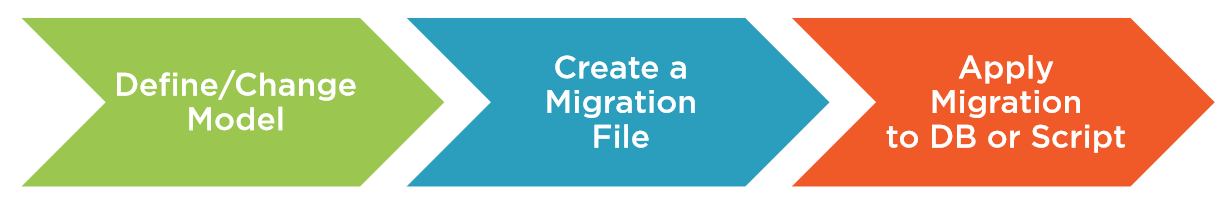 Define/Change
Model
Create a
Migration
File
Apply
Migration
to DB or Script